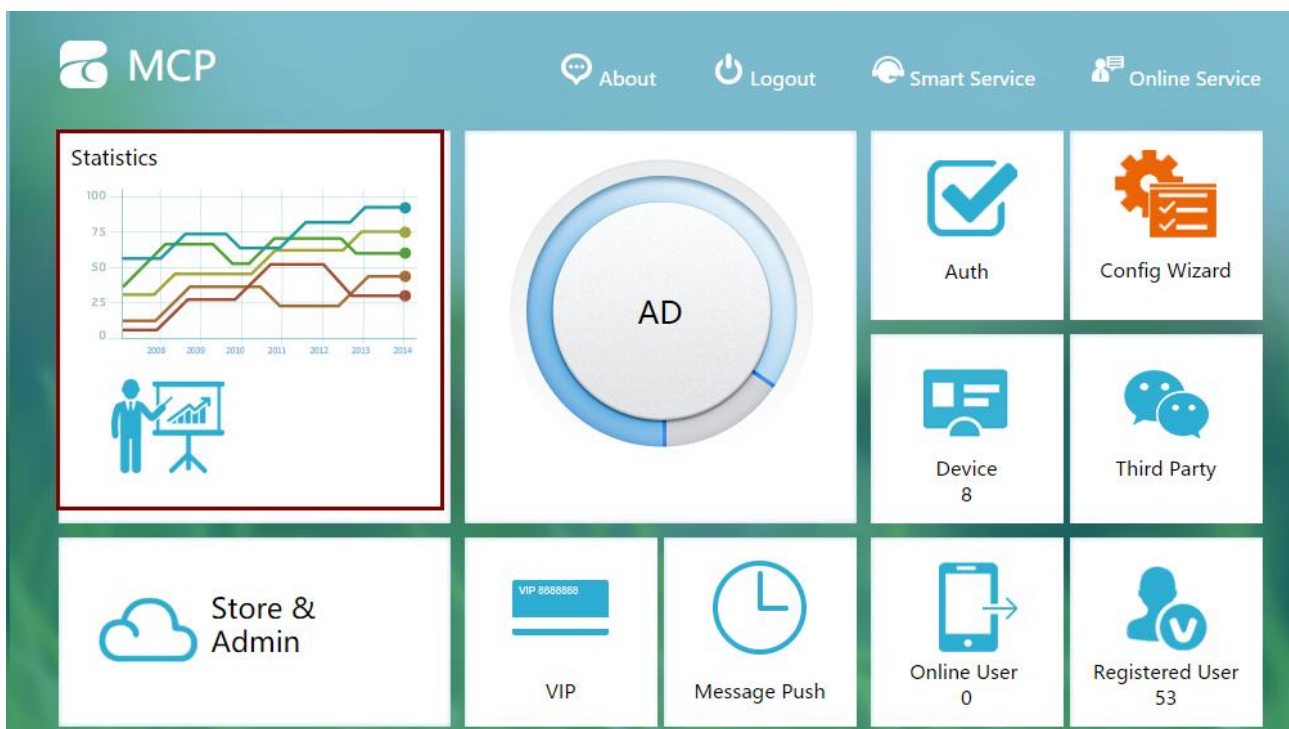 MCP
About
Logout
Smart Service
Online Service
Statistics
100
75
50
25
0
2008 2009 2010 2011 2012 2013 2014
AD
Auth
Config Wizard
Device
8
Third Party
Store &
Admin
VIP 8888888
VIP
Message Push
Online User
0
Registered User
53